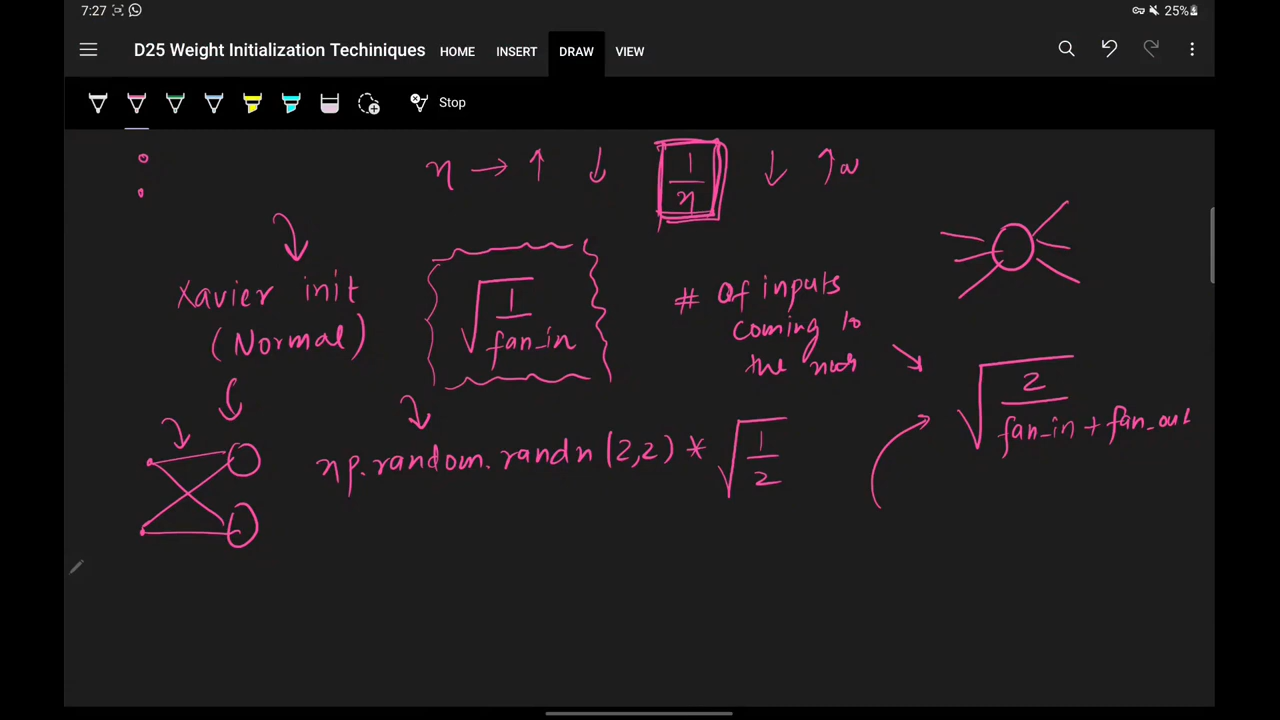 7:27 25%
D25 Weight Initialization Techiniques HOME INSERT DRAW VIEW
Stop
η → ↑ ↓ 1/η ↓ ↑ w
Xavier init
(Normal)
√(1/fan_in)
# Of inputs
coming to
the
√(2/(fan_in + fan_out))
np.random.randn(2,2) * √(1/2)